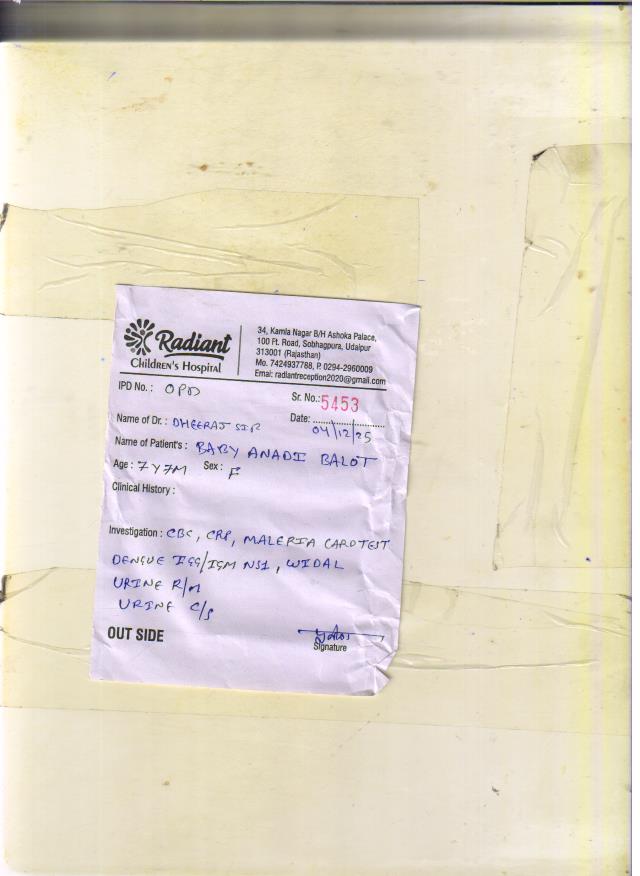 Radiant
Children's Hospital
34, Kamla Nagar B/H Ashoka Palace,
100 Ft. Road, Sobhagpura, Udaipur
313001 (Rajasthan)
Mo. 7424937788, P. 0294-2960009
Emai: radiantreception2020@gmail.com
IPD No.: OPD
Sr. No.: 5453
Name of Dr.: DHEERAJ SIR
Date: 04/12/25
Name of Patient's: BABY ANADI BALOT
Age: 7Y7M Sex: F
Clinical History:
Investigation: CBC, CRP, MALERIA CARD TEST
DENGUE IGG/IGM NS1, WIDAL
URINE R/M
URINE C/S
OUT SIDE
Signature